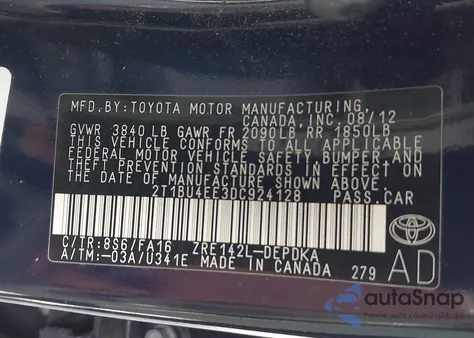 MFD.BY:TOYOTA MOTOR MANUFACTURING,
CANADA,INC.08/12
GVWR 3840 LB GAWR FR 2090LB RR 1850LB
THIS VEHICLE CONFORMS TO ALL APPLICABLE
FEDERAL MOTOR VEHICLE SAFETY BUMPER AND
THEFT PREVENTION STANDARDS IN EFFECT ON
THE DATE OF MANUFACTURE SHOWN ABOVE.
2T1BU4EE3DC924128 PASS.CAR
C/TR:8S6/FA16 ZRE142L-DEPDKA
A/TM:-03A/U341E MADE IN CANADA 279
AD
TOYOTA
autoSnap